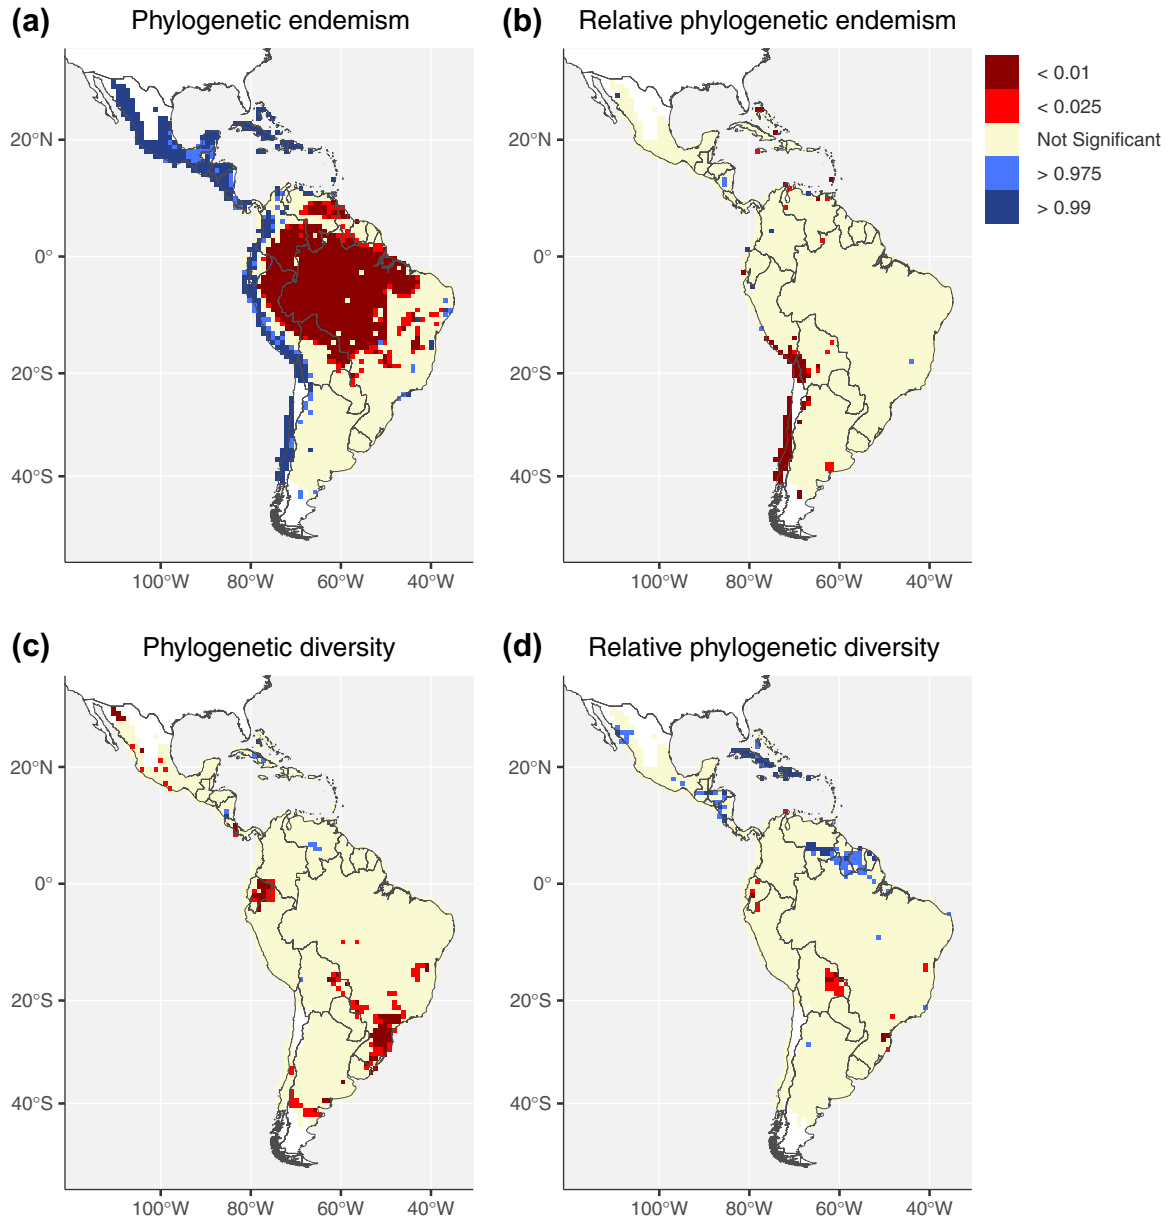 (a) Phylogenetic endemism
(b) Relative phylogenetic endemism
20°N
0°
20°S
40°S
100°W 80°W 60°W 40°W
100°W 80°W 60°W 40°W
< 0.01
< 0.025
Not Significant
> 0.975
> 0.99
(c) Phylogenetic diversity
(d) Relative phylogenetic diversity
20°N
0°
20°S
40°S
100°W 80°W 60°W 40°W
20°N
0°
20°S
40°S
100°W 80°W 60°W 40°W
20°N
0°
20°S
40°S